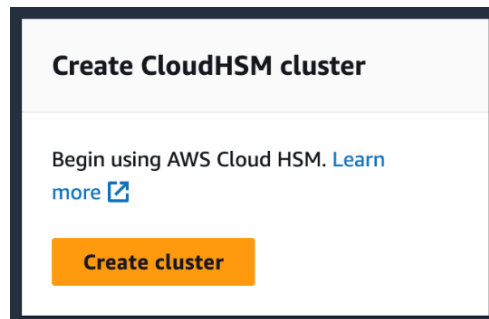 Create CloudHSM cluster
Begin using AWS Cloud HSM. Learn
more
Create cluster